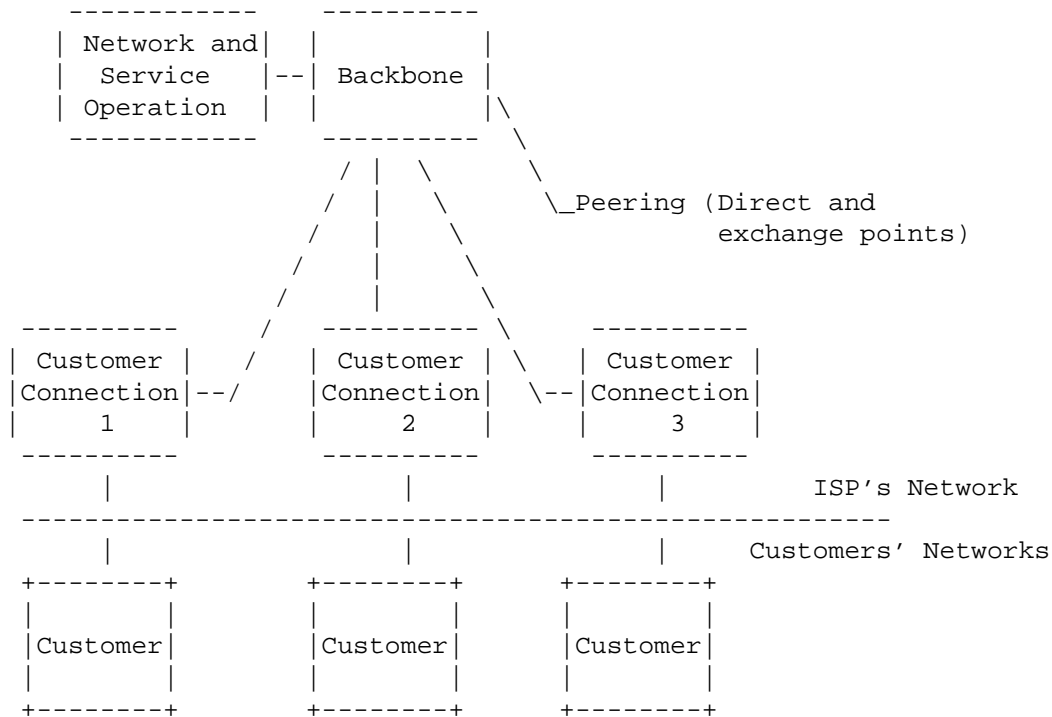 Network and
Service
Operation
Backbone
Peering (Direct and
exchange points)
Customer
Connection
1
Customer
Connection
2
Customer
Connection
3
ISP's Network
Customers' Networks
Customer
Customer
Customer